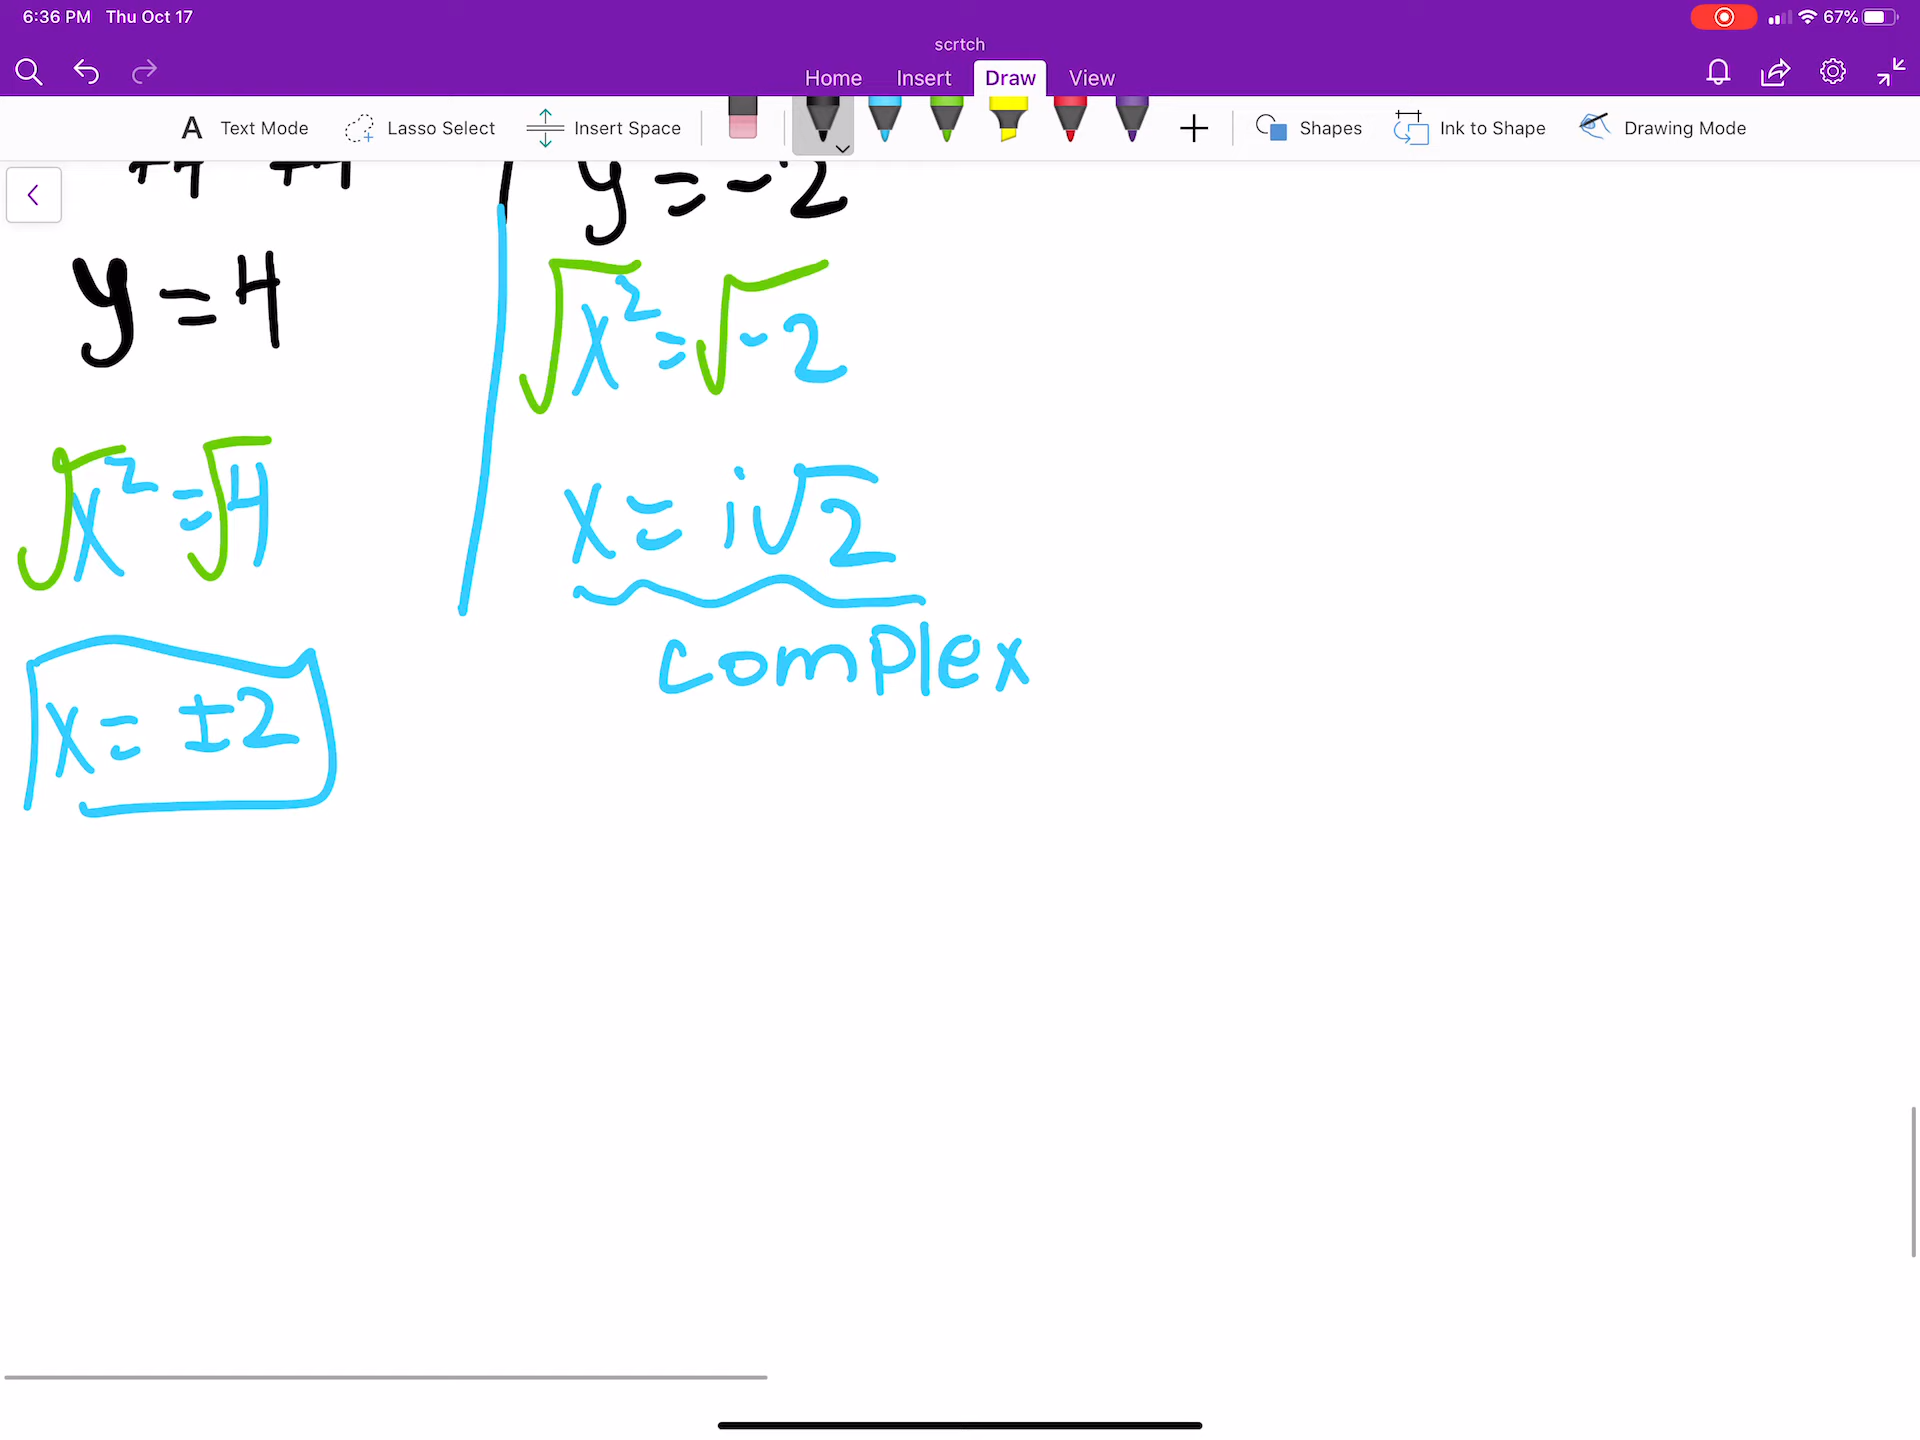 6:36 PM Thu Oct 17
67%
scrtch
Home Insert Draw View
A Text Mode Lasso Select Insert Space Shapes Ink to Shape Drawing Mode
y = -2
y = 4
√x² = √-2
√x² = √4
x = i√2
complex
x = ±2